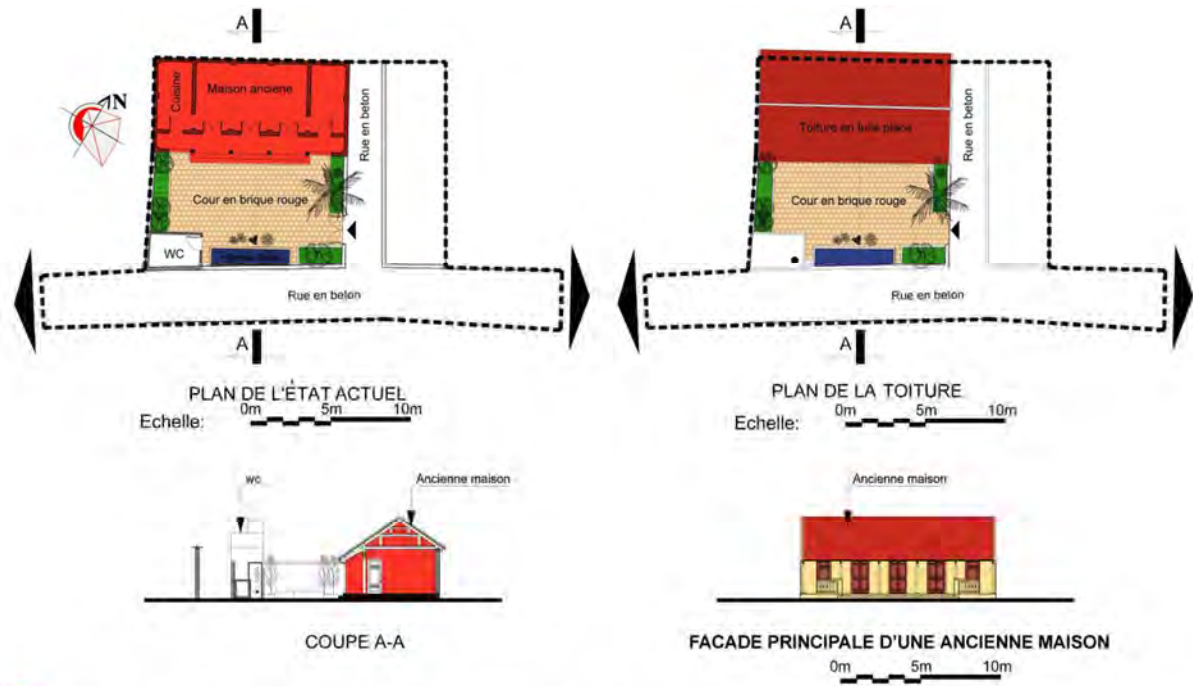 A
N
Cuisine
Maison anciene
Rue en beton
Cour en brique rouge
WC
Rue en beton
A
PLAN DE L'ÉTAT ACTUEL
Echelle:
0m 5m 10m
A
Toiture en tuile place
Rue en beton
Cour en brique rouge
Rue en beton
A
PLAN DE LA TOITURE
Echelle:
0m 5m 10m
wc
Ancienne maison
COUPE A-A
Ancienne maison
FACADE PRINCIPALE D'UNE ANCIENNE MAISON
0m 5m 10m